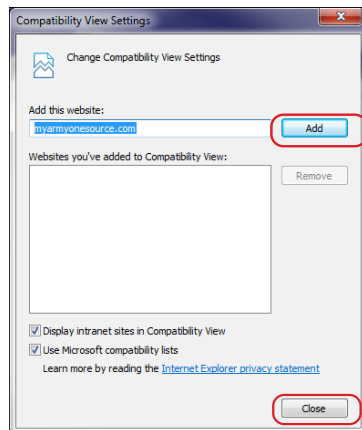 Compatibility View Settings
Change Compatibility View Settings
Add this website:
myarmyonesource.com
Add
Websites you've added to Compatibility View:
Remove
Display intranet sites in Compatibility View
Use Microsoft compatibility lists
Learn more by reading the Internet Explorer privacy statement
Close